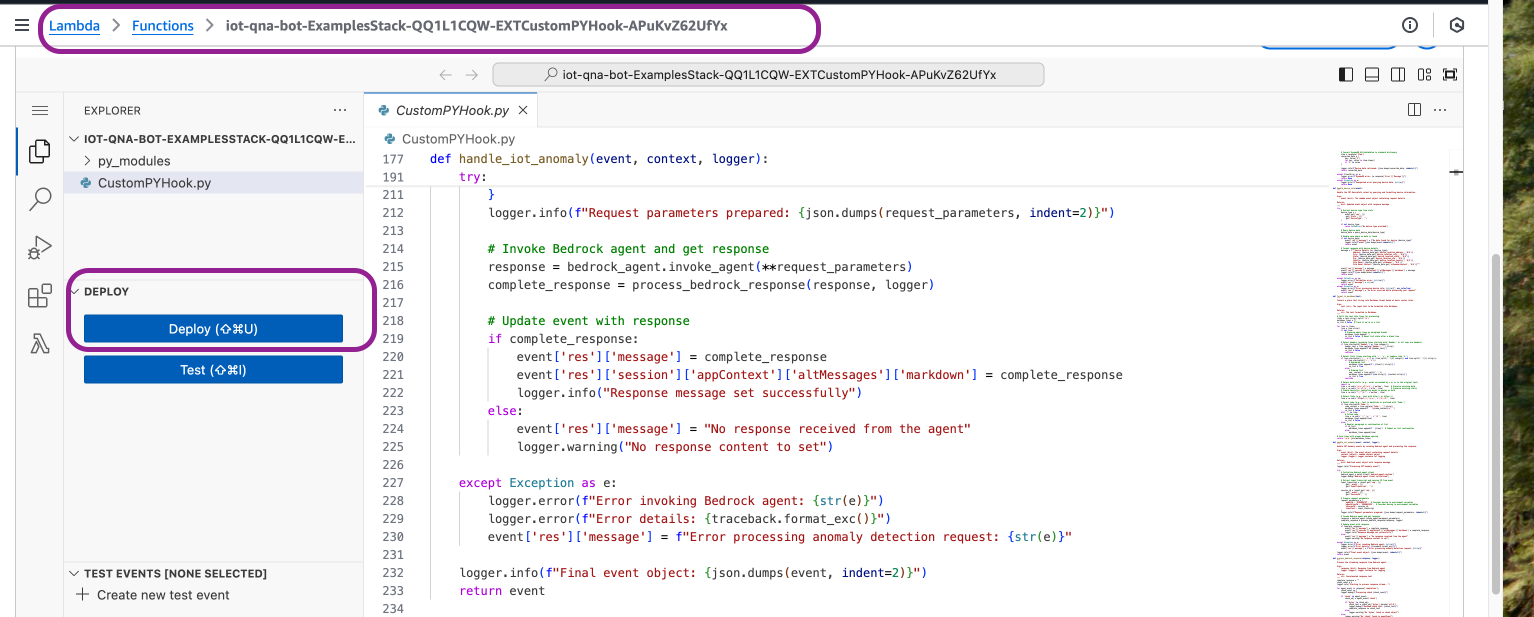 Lambda > Functions > iot-qna-bot-ExamplesStack-QQ1L1CQW-EXTCustomPYHook-APuKvZ62UfYx
iot-qna-bot-ExamplesStack-QQ1L1CQW-EXTCustomPYHook-APuKvZ62UfYx
EXPLORER
IOT-QNA-BOT-EXAMPLESSTACK-QQ1L1CQW-E...
py_modules
CustomPYHook.py
DEPLOY
Deploy (⇧⌘U)
Test (⇧⌘I)
TEST EVENTS [NONE SELECTED]
Create new test event
CustomPYHook.py
CustomPYHook.py
177 def handle_iot_anomaly(event, context, logger):
191     try:
211         }
212         logger.info(f"Request parameters prepared: {json.dumps(request_parameters, indent=2)}")
213
214         # Invoke Bedrock agent and get response
215         response = bedrock_agent.invoke_agent(**request_parameters)
216         complete_response = process_bedrock_response(response, logger)
217
218         # Update event with response
219         if complete_response:
220             event['res']['message'] = complete_response
221             event['res']['session']['appContext']['altMessages']['markdown'] = complete_response
222             logger.info("Response message set successfully")
223         else:
224             event['res']['message'] = "No response received from the agent"
225             logger.warning("No response content to set")
226
227     except Exception as e:
228         logger.error(f"Error invoking Bedrock agent: {str(e)}")
229         logger.error(f"Error details: {traceback.format_exc()}")
230         event['res']['message'] = f"Error processing anomaly detection request: {str(e)}"
231
232     logger.info(f"Final event object: {json.dumps(event, indent=2)}")
233     return event
234